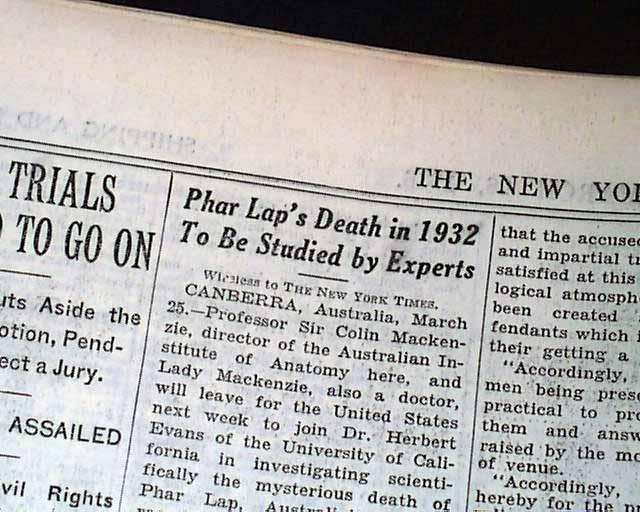 SHIPPING AND
THE NEW YO
TRIALS
TO GO ON
uts Aside the
otion, Pend-
ect a Jury.
ASSAILED
vil Rights
Phar Lap's Death in 1932
To Be Studied by Experts
Wireless to THE NEW YORK TIMES.
CANBERRA, Australia, March
25.—Professor Sir Colin Macken-
zie, director of the Australian In-
stitute of Anatomy here, and
Lady Mackenzie, also a doctor,
will leave for the United States
next week to join Dr. Herbert
Evans of the University of Cali-
fornia in investigating scienti-
fically the mysterious death of
Phar Lap, Austral
that the accused
and impartial t
satisfied at this
logical atmosph
been created
fendants which i
their getting a
"Accordingly,
men being pres
practical to pro
them and answ
raised by the mo
of venue.
"Accordingly,
hereby for the p